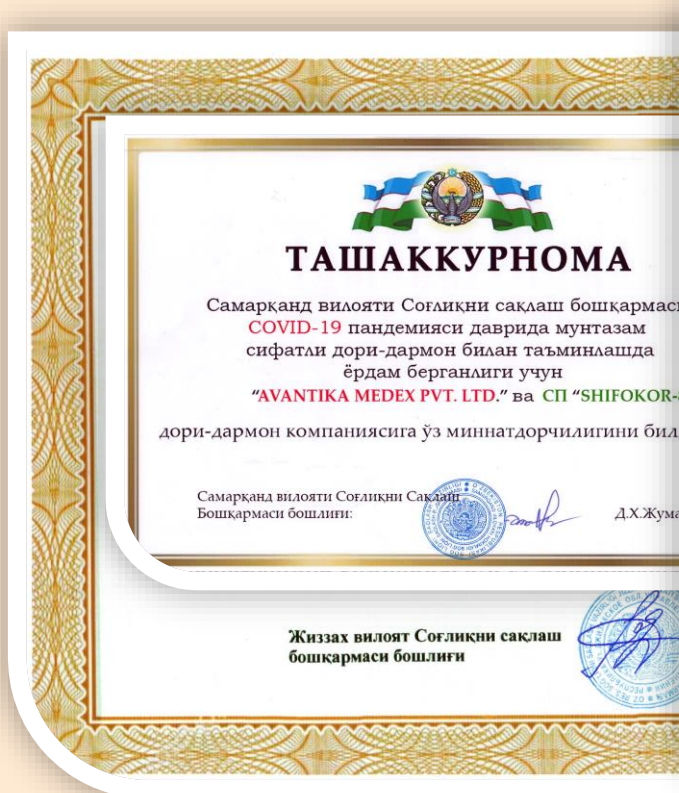 ТАШАККУРНОМА
Самарқанд вилояти Соғлиқни сақлаш бошқармаси
COVID-19 пандемияси даврида мунтазам
сифатли дори-дармон билан таъминлашда
ёрдам берганлиги учун
“AVANTIKA MEDEX PVT. LTD.” ва СП “SHIFOKOR-
дори-дармон компаниясига ўз миннатдорчилигини бил
Самарқанд вилояти Соғлиқни Сақлаш
Бошқармаси бошлиғи:
Д.Х.Жума
Жиззах вилоят Соғлиқни сақлаш
бошқармаси бошлиғи